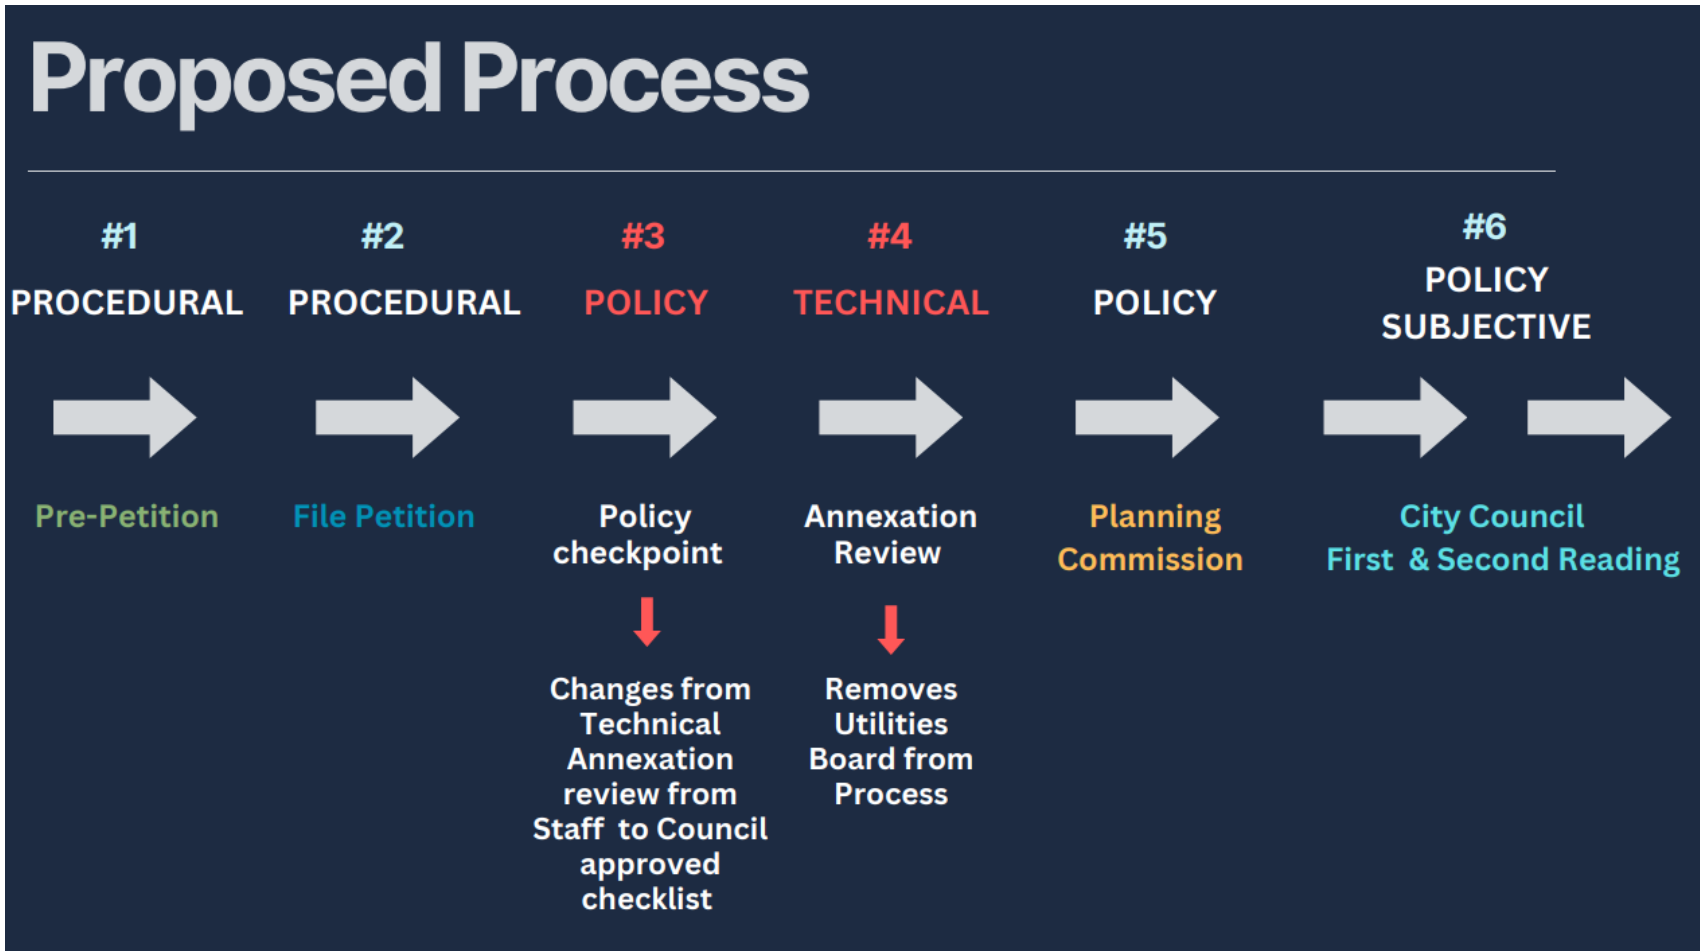 Proposed Process
#1
PROCEDURAL
Pre-Petition
#2
PROCEDURAL
File Petition
#3
POLICY
Policy
checkpoint
Changes from
Technical
Annexation
review from
Staff to Council
approved
checklist
#4
TECHNICAL
Annexation
Review
Removes
Utilities
Board from
Process
#5
POLICY
Planning
Commission
#6
POLICY
SUBJECTIVE
City Council
First & Second Reading